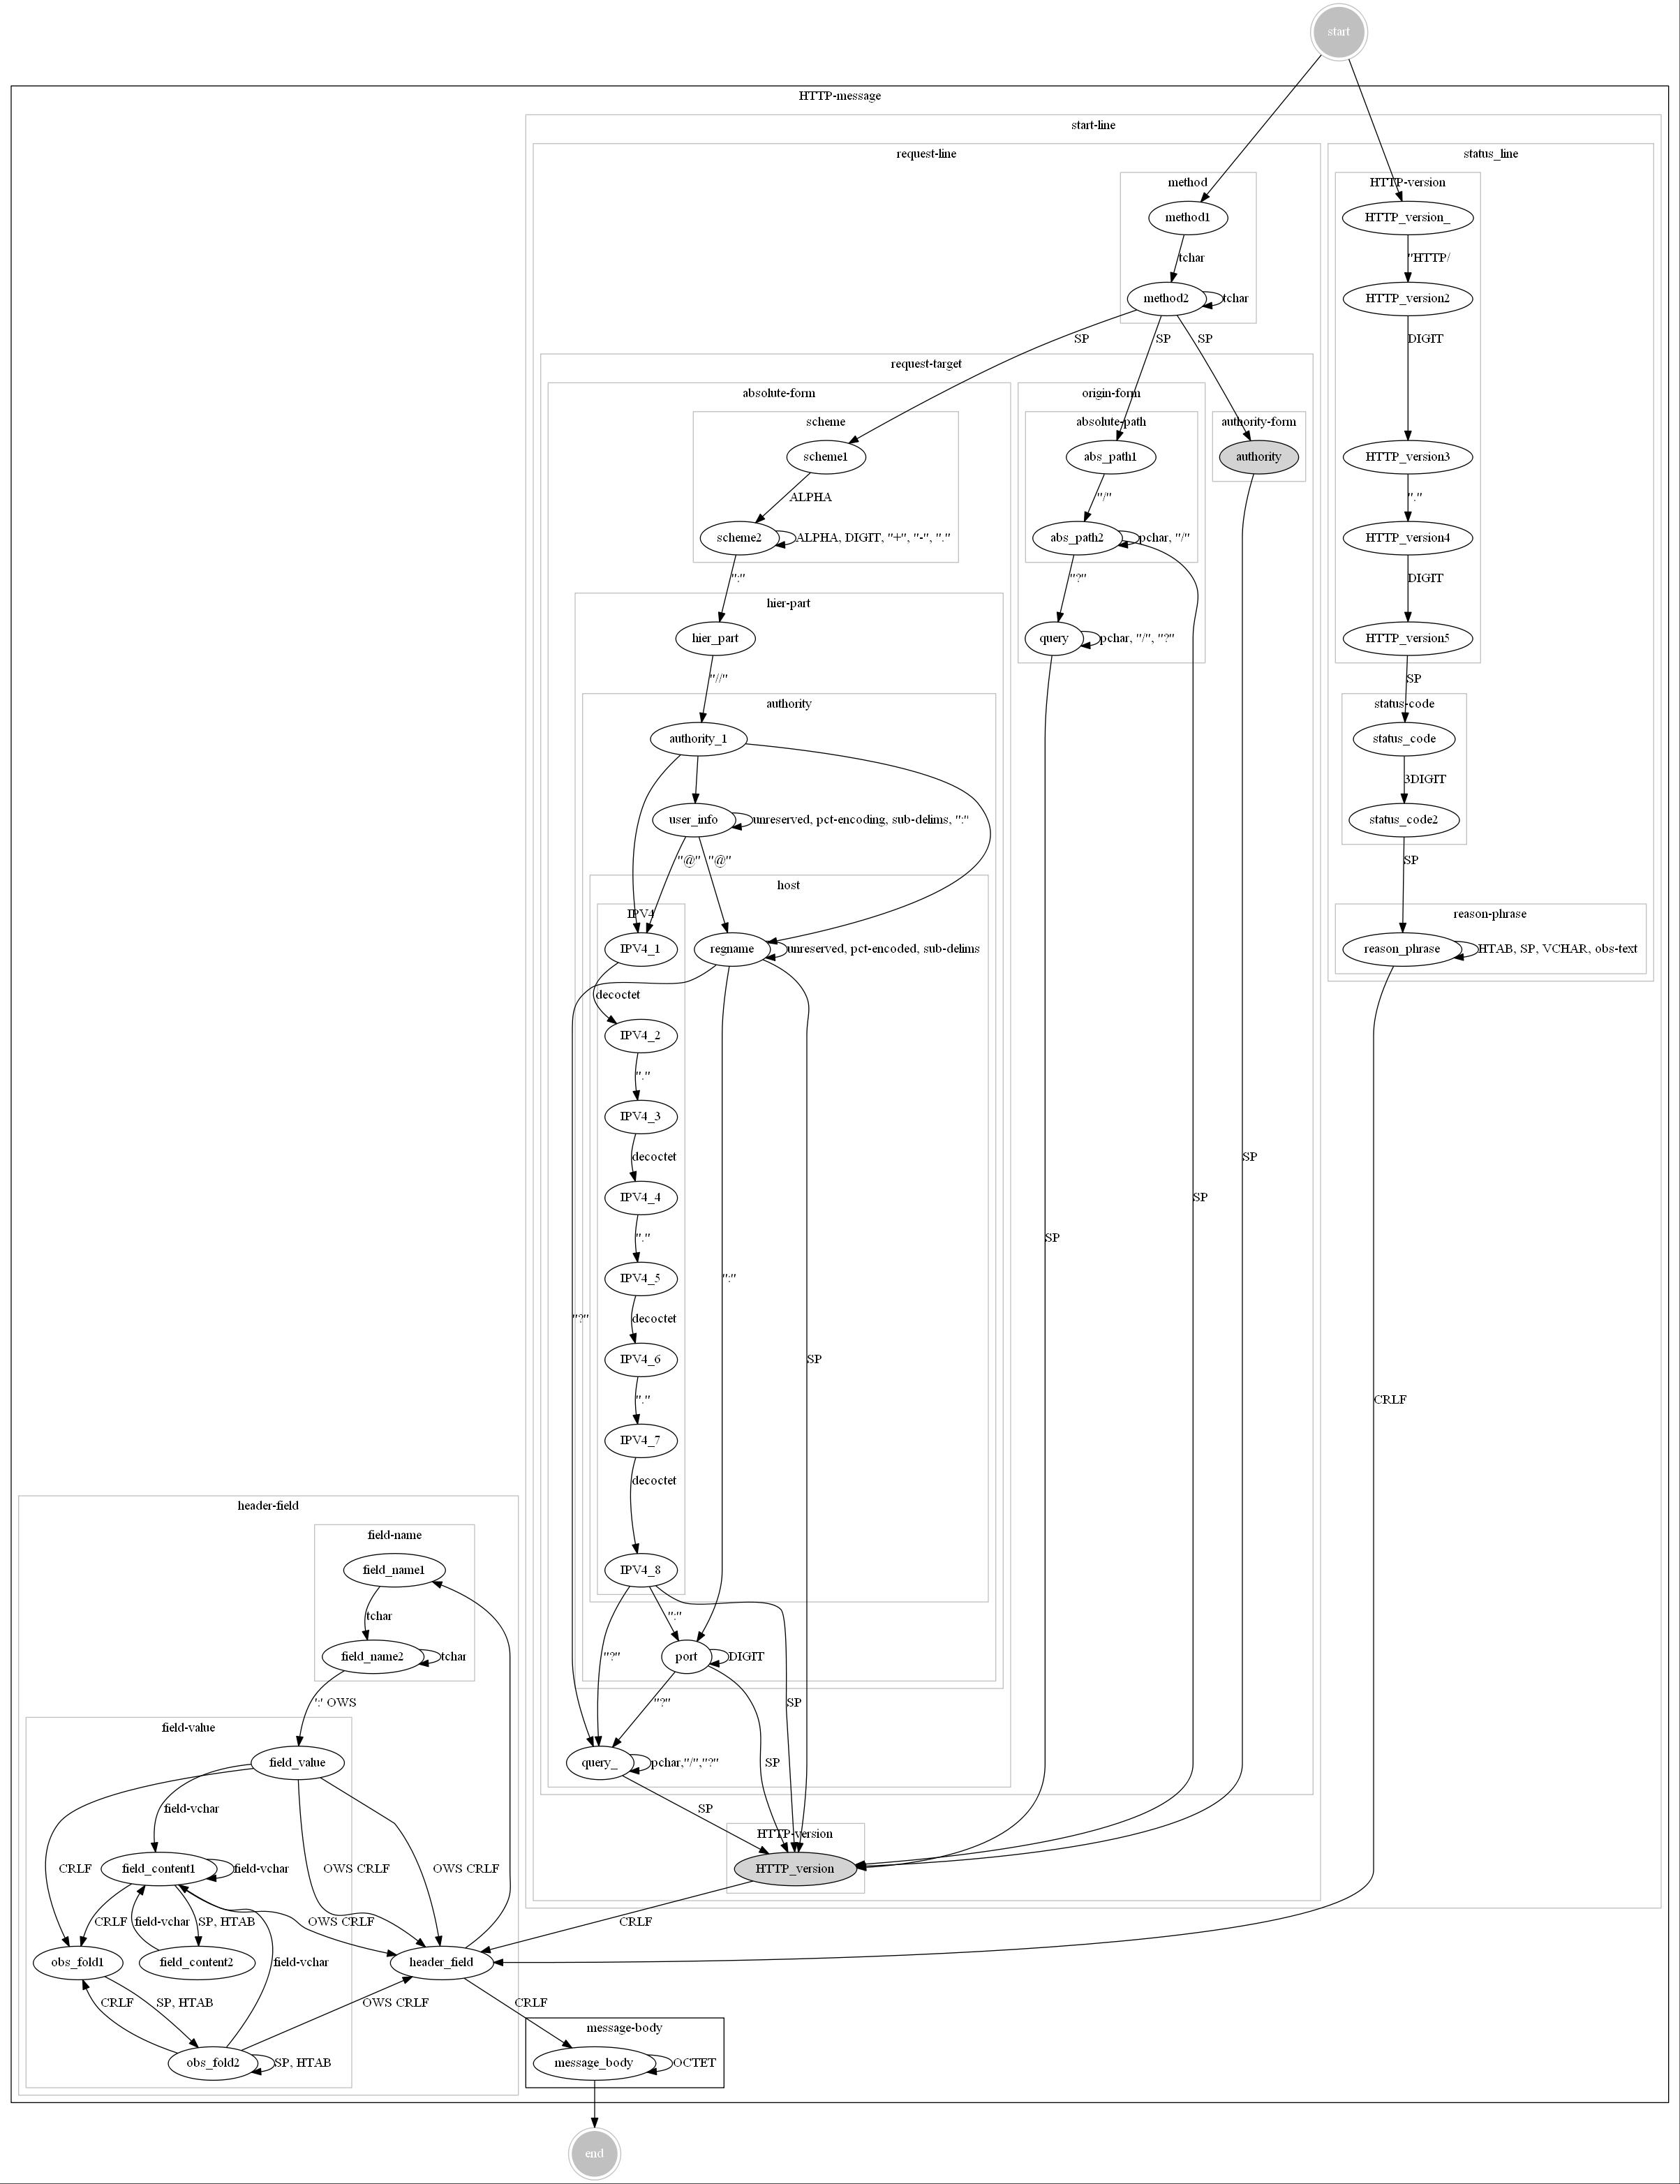 start
HTTP-message
start-line
request-line
status_line
method
HTTP-version
method1
HTTP_version_
tchar
"HTTP/
method2
tchar
HTTP_version2
SP
SP
SP
DIGIT
request-target
absolute-form
origin-form
scheme
absolute-path
authority-form
scheme1
abs_path1
authority
HTTP_version3
ALPHA
"/"
"."
scheme2
ALPHA, DIGIT, "+", "-", "."
abs_path2
pchar, "/"
HTTP_version4
":"
"?"
DIGIT
hier-part
hier_part
query
pchar, "/", "?"
HTTP_version5
"//"
SP
authority
status-code
authority_1
status_code
3DIGIT
user_info
unreserved, pct-encoding, sub-delims, ":"
status_code2
"@"
"@"
SP
host
IPV4
reason-phrase
IPV4_1
regname
unreserved, pct-encoded, sub-delims
reason_phrase
HTAB, SP, VCHAR, obs-text
decoctet
IPV4_2
"."
IPV4_3
decoctet
SP
IPV4_4
SP
"."
SP
IPV4_5
":"
"?"
decoctet
IPV4_6
SP
"."
CRLF
IPV4_7
decoctet
header-field
field-name
field_name1
IPV4_8
tchar
":"
field_name2
tchar
"?"
port
DIGIT
':' OWS
"?"
SP
field-value
field_value
query_
pchar,"/","?"
SP
field-vchar
SP
HTTP-version
CRLF
field_content1
field-vchar
OWS CRLF
OWS CRLF
HTTP_version
CRLF
field-vchar
SP, HTAB
OWS CRLF
CRLF
obs_fold1
field_content2
field-vchar
header_field
CRLF
SP, HTAB
OWS CRLF
CRLF
message-body
obs_fold2
SP, HTAB
message_body
OCTET
end